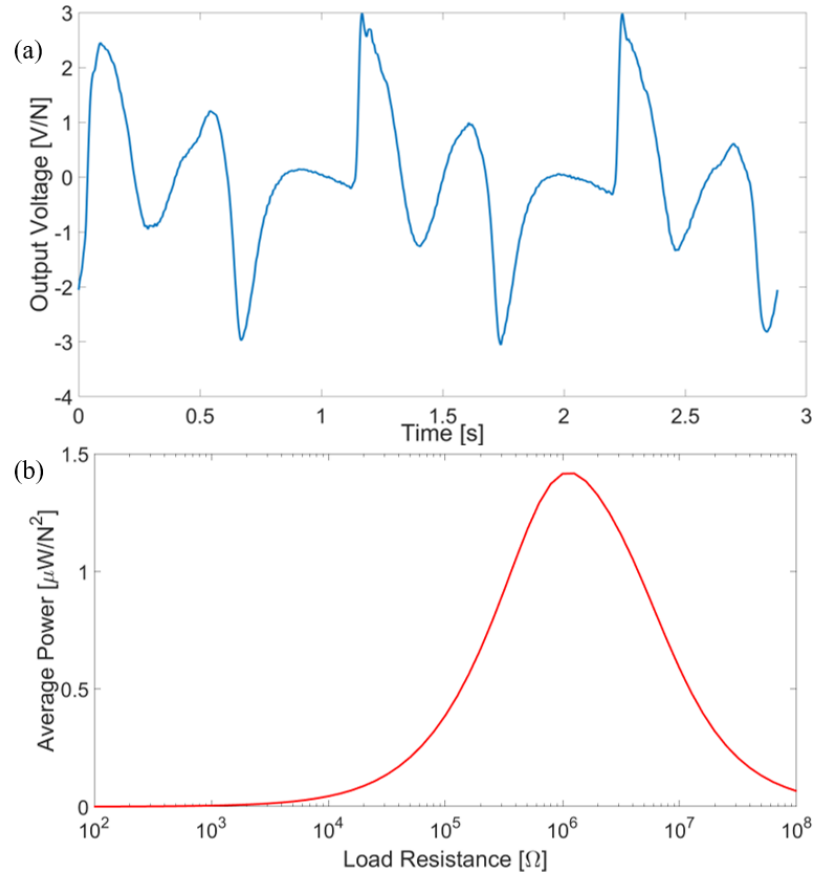 (a)
Output Voltage [V/N]
3
2
1
0
-1
-2
-3
-4
0 0.5 1 1.5 2 2.5 3
Time [s]
(b)
Average Power [μW/N²]
1.5
1
0.5
0
10² 10³ 10⁴ 10⁵ 10⁶ 10⁷ 10⁸
Load Resistance [Ω]